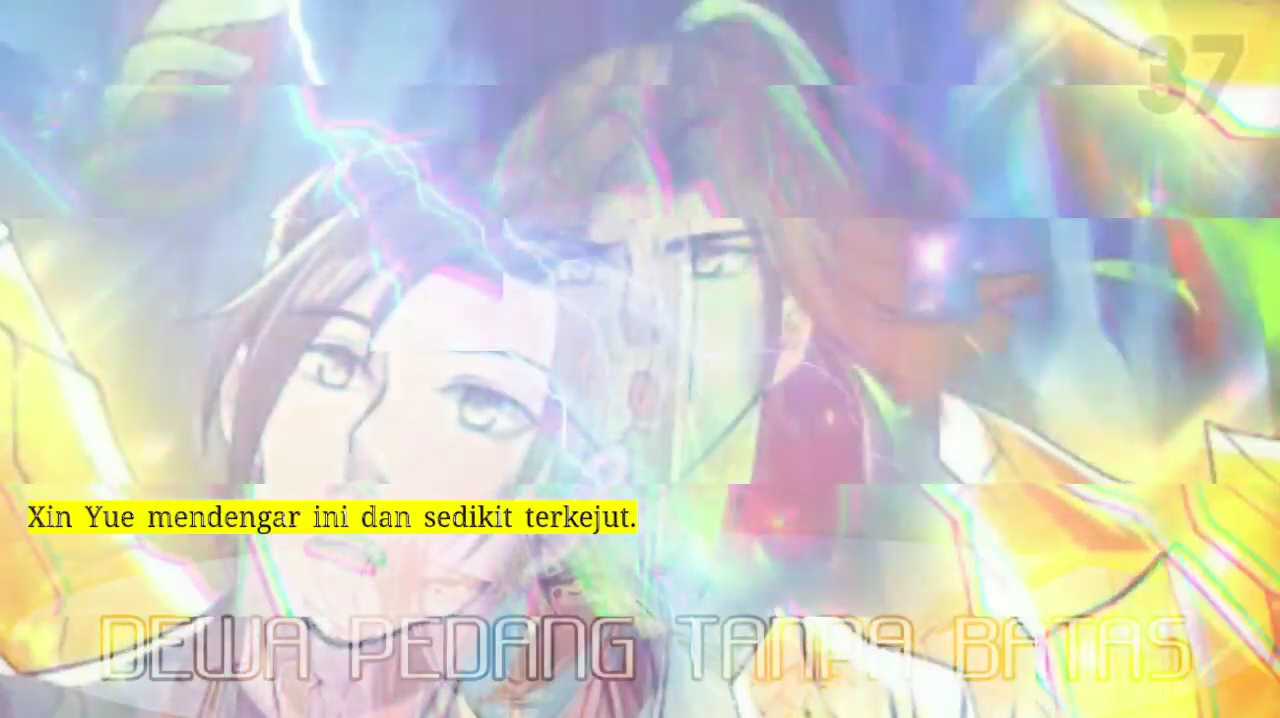 37
Xin Yue mendengar ini dan sedikit terkejut.
DEWA PEDANG TANPA BATAS